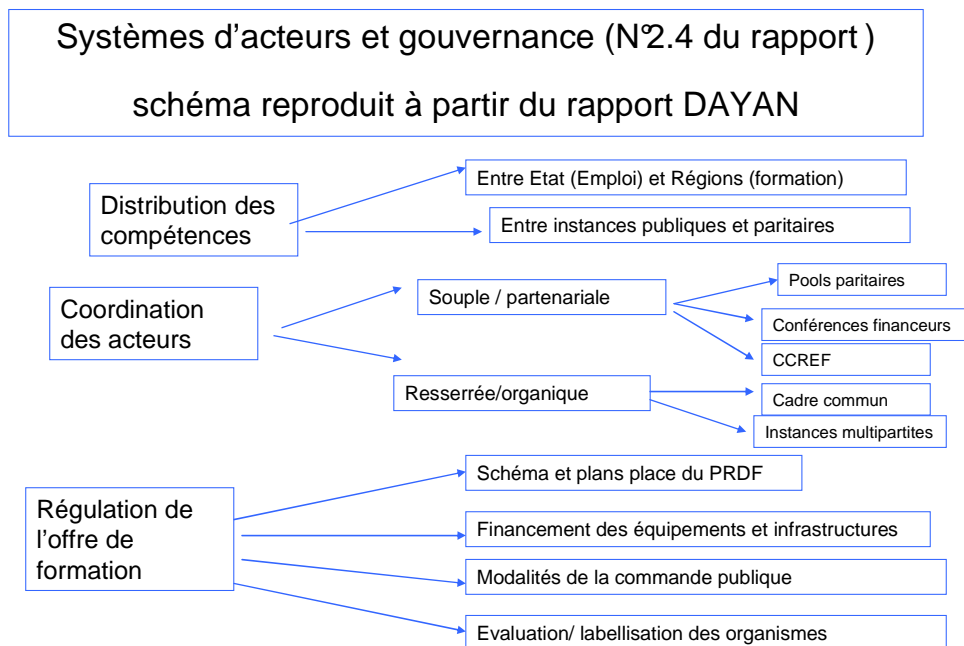 Systèmes d’acteurs et gouvernance (N°2.4 du rapport )
schéma reproduit à partir du rapport DAYAN
Distribution des
compétences
Entre Etat (Emploi) et Régions (formation)
Entre instances publiques et paritaires
Coordination
des acteurs
Souple / partenariale
Pools paritaires
Conférences financeurs
CCREF
Resserrée/organique
Cadre commun
Instances multipartites
Régulation de
l’offre de
formation
Schéma et plans place du PRDF
Financement des équipements et infrastructures
Modalités de la commande publique
Evaluation/ labellisation des organismes